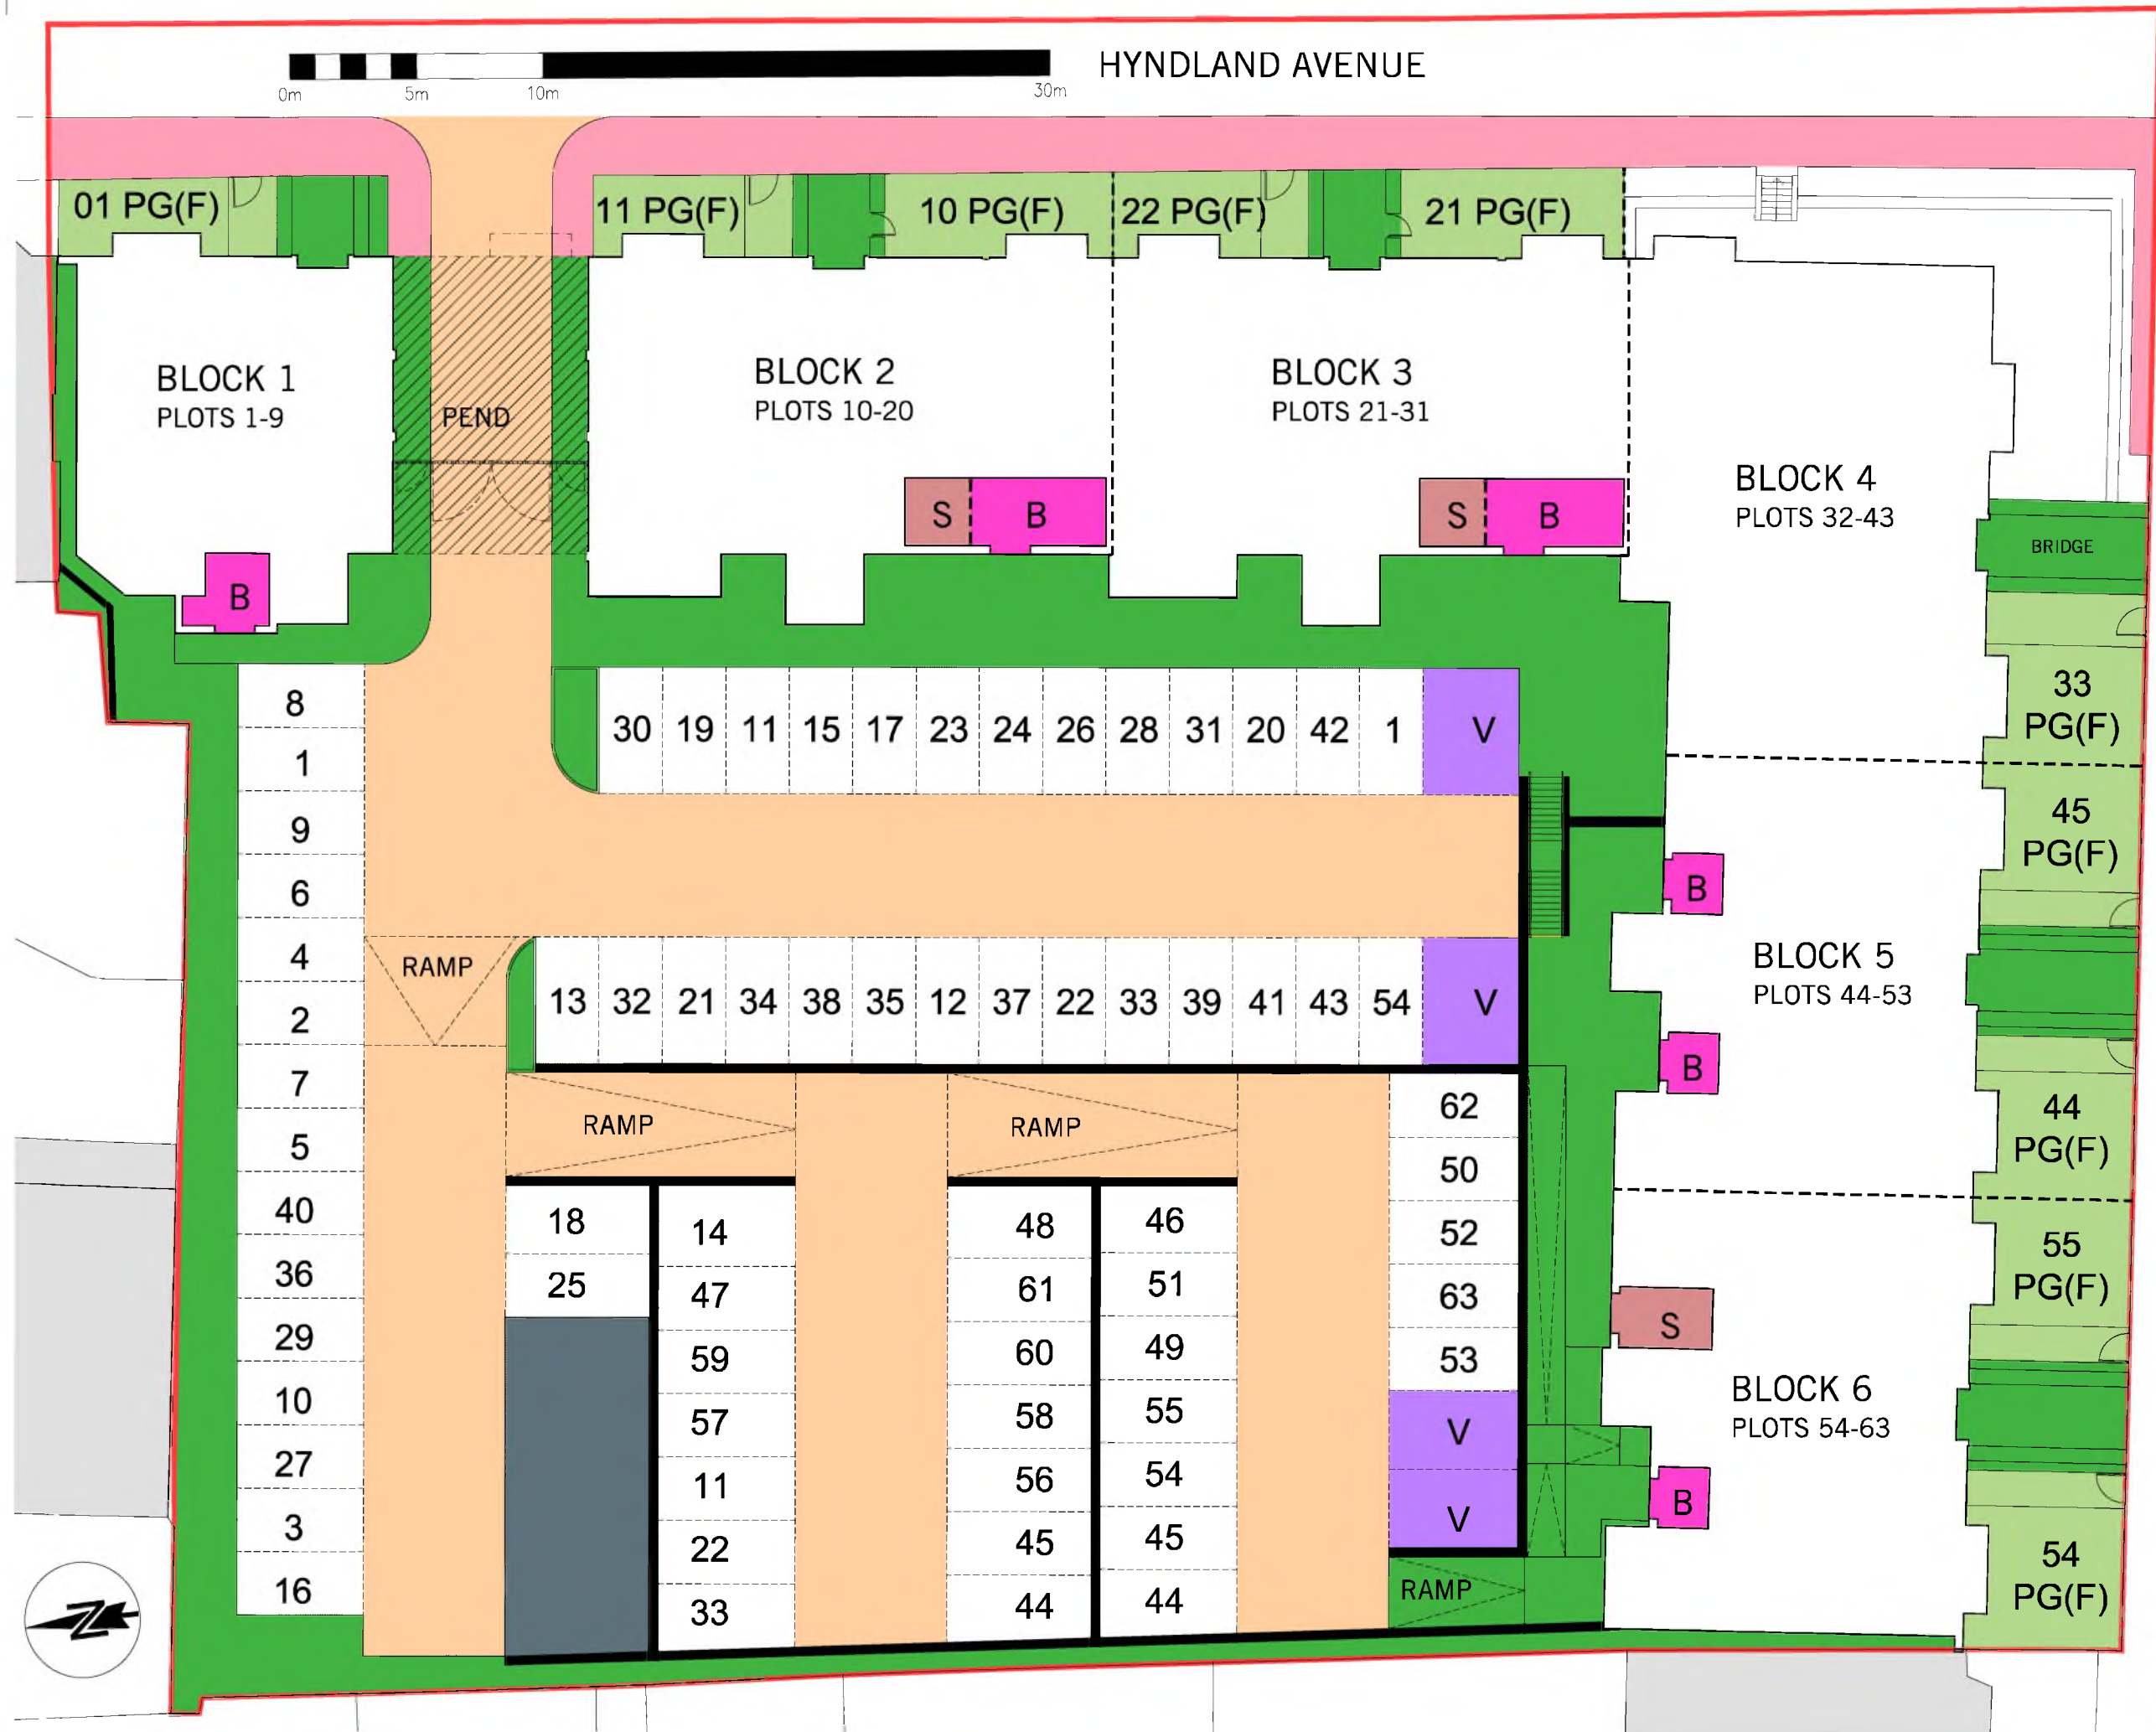 HYNDLAND AVENUE
0m 5m 10m 30m
01 PG(F) 11 PG(F) 10 PG(F) 22 PG(F) 21 PG(F)
BLOCK 1
PLOTS 1-9
PEND
BLOCK 2
PLOTS 10-20
BLOCK 3
PLOTS 21-31
BLOCK 4
PLOTS 32-43
S B
S B
BRIDGE
B
33
PG(F)
45
PG(F)
8
1
9
6
4
2
7
5
40
36
29
10
27
3
16
30 19 11 15 17 23 24 26 28 31 20 42 1 V
RAMP
13 32 21 34 38 35 12 37 22 33 39 41 43 54 V
B
BLOCK 5
PLOTS 44-53
B
RAMP
RAMP
44
PG(F)
55
PG(F)
18
25
14
47
59
57
11
22
33
48
61
60
58
56
45
44
46
51
49
55
54
45
44
62
50
52
63
53
V
V
RAMP
S
BLOCK 6
PLOTS 54-63
B
54
PG(F)
N